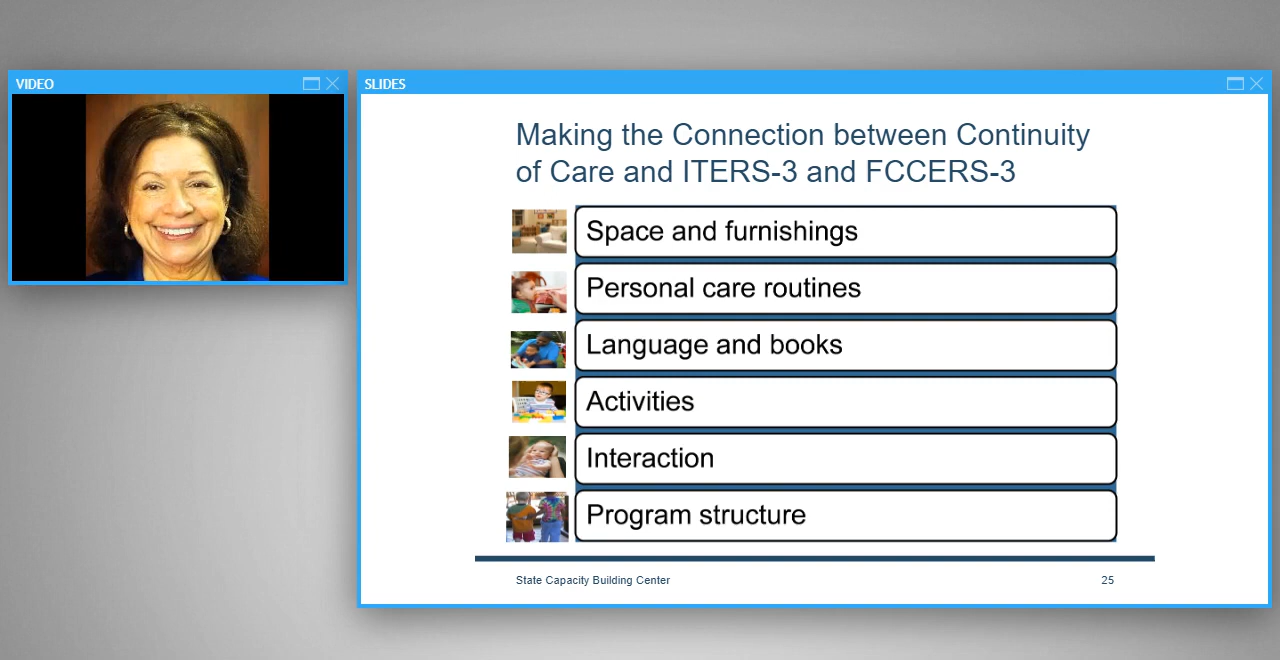 VIDEO
SLIDES
Making the Connection between Continuity
of Care and ITERS-3 and FCCERS-3
Space and furnishings
Personal care routines
Language and books
Activities
Interaction
Program structure
State Capacity Building Center
25